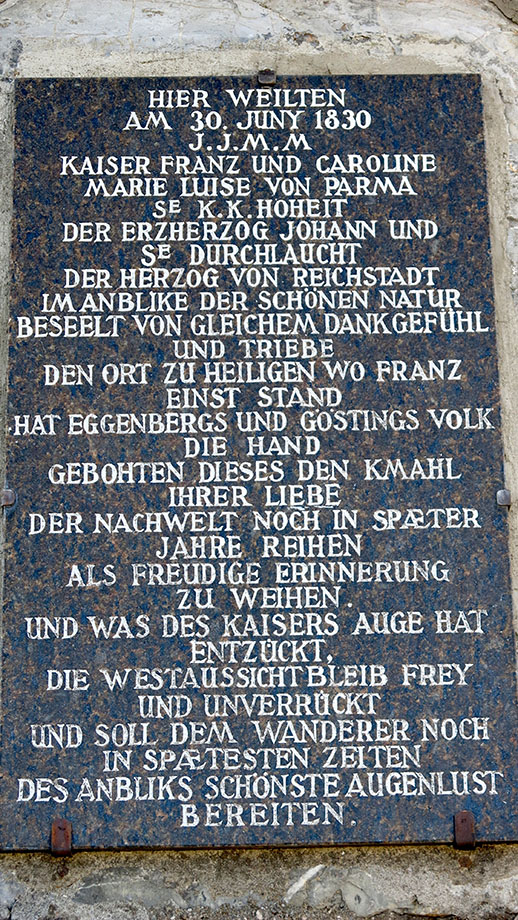 HIER WEILTEN
AM 30. JUNY 1830
J.J.M.M
KAISER FRANZ UND CAROLINE
MARIE LUISE VON PARMA
SE K.K.HOHEIT
DER ERZHERZOG JOHANN UND
SE DURCHLAUCHT
DER HERZOG VON REICHSTADT
IM ANBLIKE DER SCHÖNEN NATUR
BESEELT VON GLEICHEM DANKGEFÜHL
UND TRIEBE
DEN ORT ZU HEILIGEN WO FRANZ
EINST STAND
HAT EGGENBERGS UND GÖSTINGS VOLK
DIE HAND
GEBOHTEN DIESES DEN KMAHL
IHRER LIEBE
DER NACHWELT NOCH IN SPÆTER
JAHRE REIHEN
ALS FREUDIGE ERINNERUNG
ZU WEIHEN.
UND WAS DES KAISERS AUGE HAT
ENTZÜCKT,
DIE WESTAUSSICHT BLEIB FREY
UND UNVERRÜCKT
UND SOLL DEM WANDERER NOCH
IN SPÆTESTEN ZEITEN
DES ANBLIKS SCHÖNSTE AUGENLUST
BEREITEN.